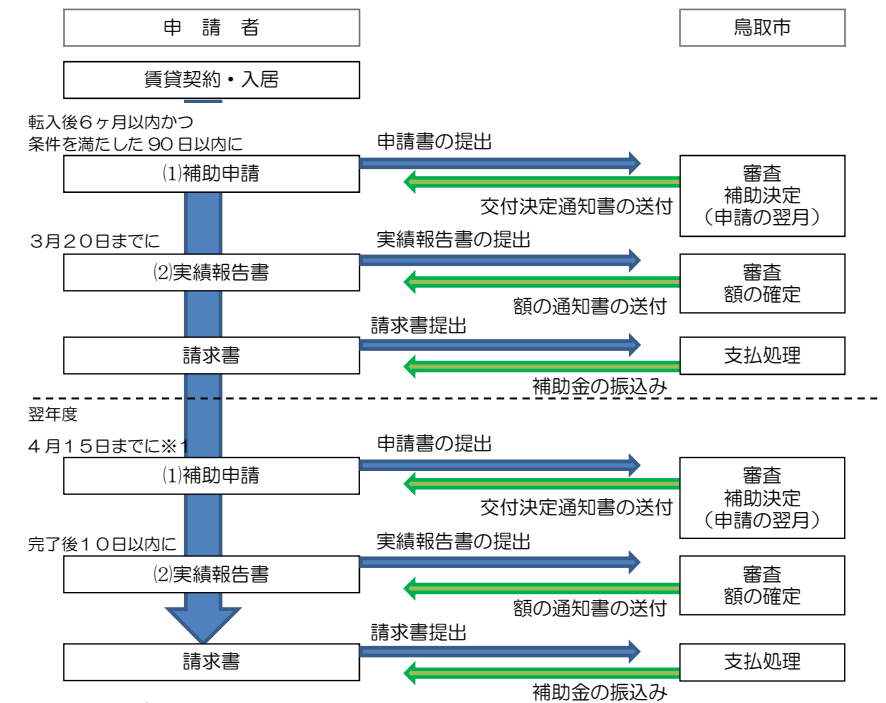 申 請 者
鳥取市
賃貸契約・入居
転入後６ヶ月以内かつ
条件を満たした 90 日以内に
申請書の提出
⑴補助申請
審査
補助決定
（申請の翌月）
交付決定通知書の送付
３月２０日までに
実績報告書の提出
⑵実績報告書
審査
額の確定
額の通知書の送付
請求書提出
請求書
支払処理
補助金の振込み
翌年度
４月１５日までに※１
申請書の提出
⑴補助申請
審査
補助決定
（申請の翌月）
交付決定通知書の送付
完了後１０日以内に
実績報告書の提出
⑵実績報告書
審査
額の確定
額の通知書の送付
請求書提出
請求書
支払処理
補助金の振込み